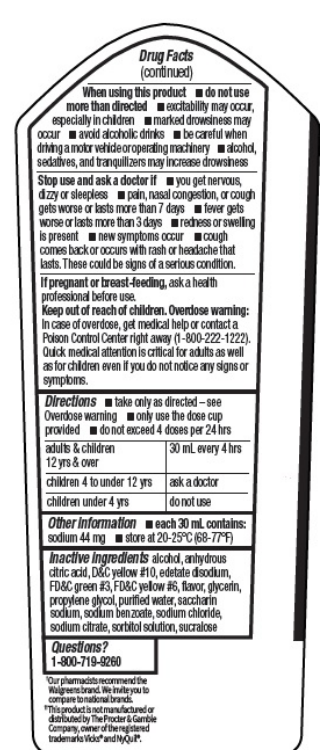 Drug Facts
(continued)
When using this product ■ do not use
more than directed ■ excitability may occur,
especially in children ■ marked drowsiness may
occur ■ avoid alcoholic drinks ■ be careful when
driving a motor vehicle or operating machinery ■ alcohol,
sedatives, and tranquilizers may increase drowsiness
Stop use and ask a doctor if ■ you get nervous,
dizzy or sleepless ■ pain, nasal congestion, or cough
gets worse or lasts more than 7 days ■ fever gets
worse or lasts more than 3 days ■ redness or swelling
is present ■ new symptoms occur ■ cough
comes back or occurs with rash or headache that
lasts. These could be signs of a serious condition.
If pregnant or breast-feeding, ask a health
professional before use.
Keep out of reach of children. Overdose warning:
In case of overdose, get medical help or contact a
Poison Control Center right away (1-800-222-1222).
Quick medical attention is critical for adults as well
as for children even if you do not notice any signs or
symptoms.
Directions ■ take only as directed – see
Overdose warning ■ only use the dose cup
provided ■ do not exceed 4 doses per 24 hrs
adults & children 30 mL every 4 hrs
12 yrs & over
children 4 to under 12 yrs ask a doctor
children under 4 yrs do not use
Other information ■ each 30 mL contains:
sodium 44 mg ■ store at 20-25°C (68-77°F)
Inactive ingredients alcohol, anhydrous
citric acid, D&C yellow #10, edetate disodium,
FD&C green #3, FD&C yellow #6, flavor, glycerin,
propylene glycol, purified water, saccharin
sodium, sodium benzoate, sodium chloride,
sodium citrate, sorbitol solution, sucralose
Questions?
1-800-719-9260
†Our pharmacists recommend the
Walgreens brand. We invite you to
compare to national brands.
††This product is not manufactured or
distributed by The Procter & Gamble
Company, owner of the registered
trademarks Vicks® and NyQuil®.